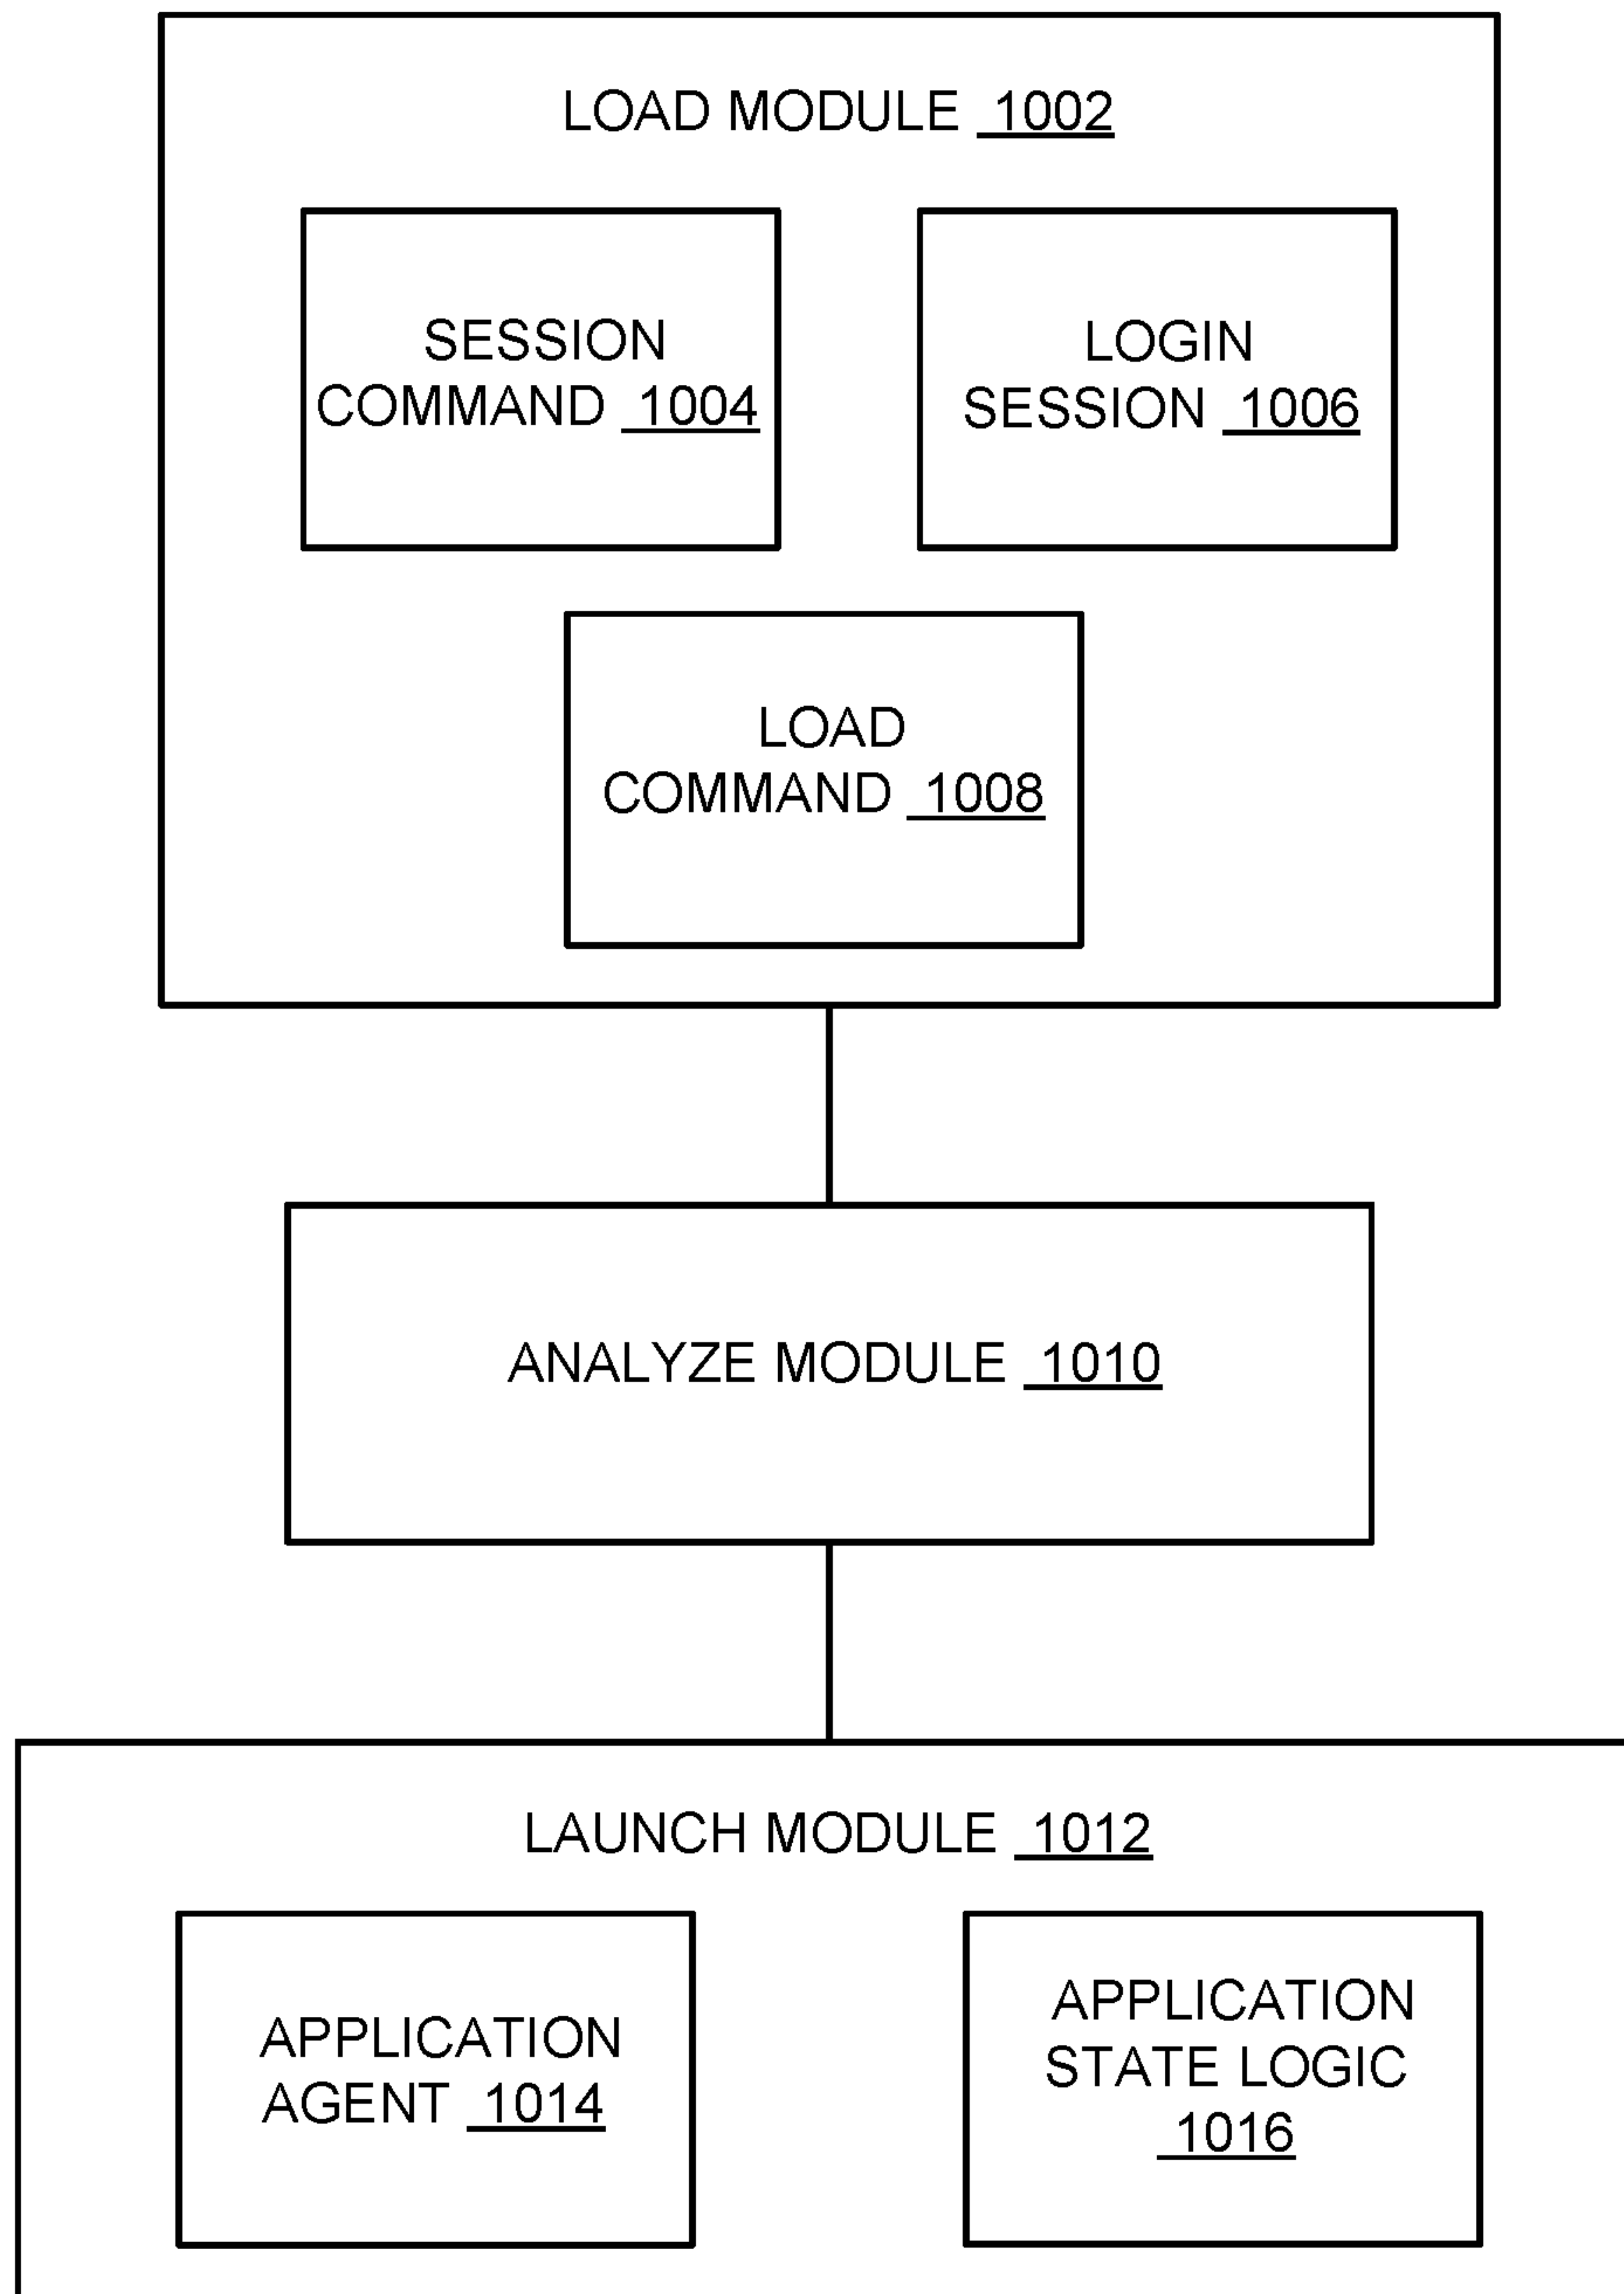 LOAD MODULE 1002
SESSION
COMMAND 1004
LOGIN
SESSION 1006
LOAD
COMMAND 1008
ANALYZE MODULE 1010
LAUNCH MODULE 1012
APPLICATION
AGENT 1014
APPLICATION
STATE LOGIC
1016